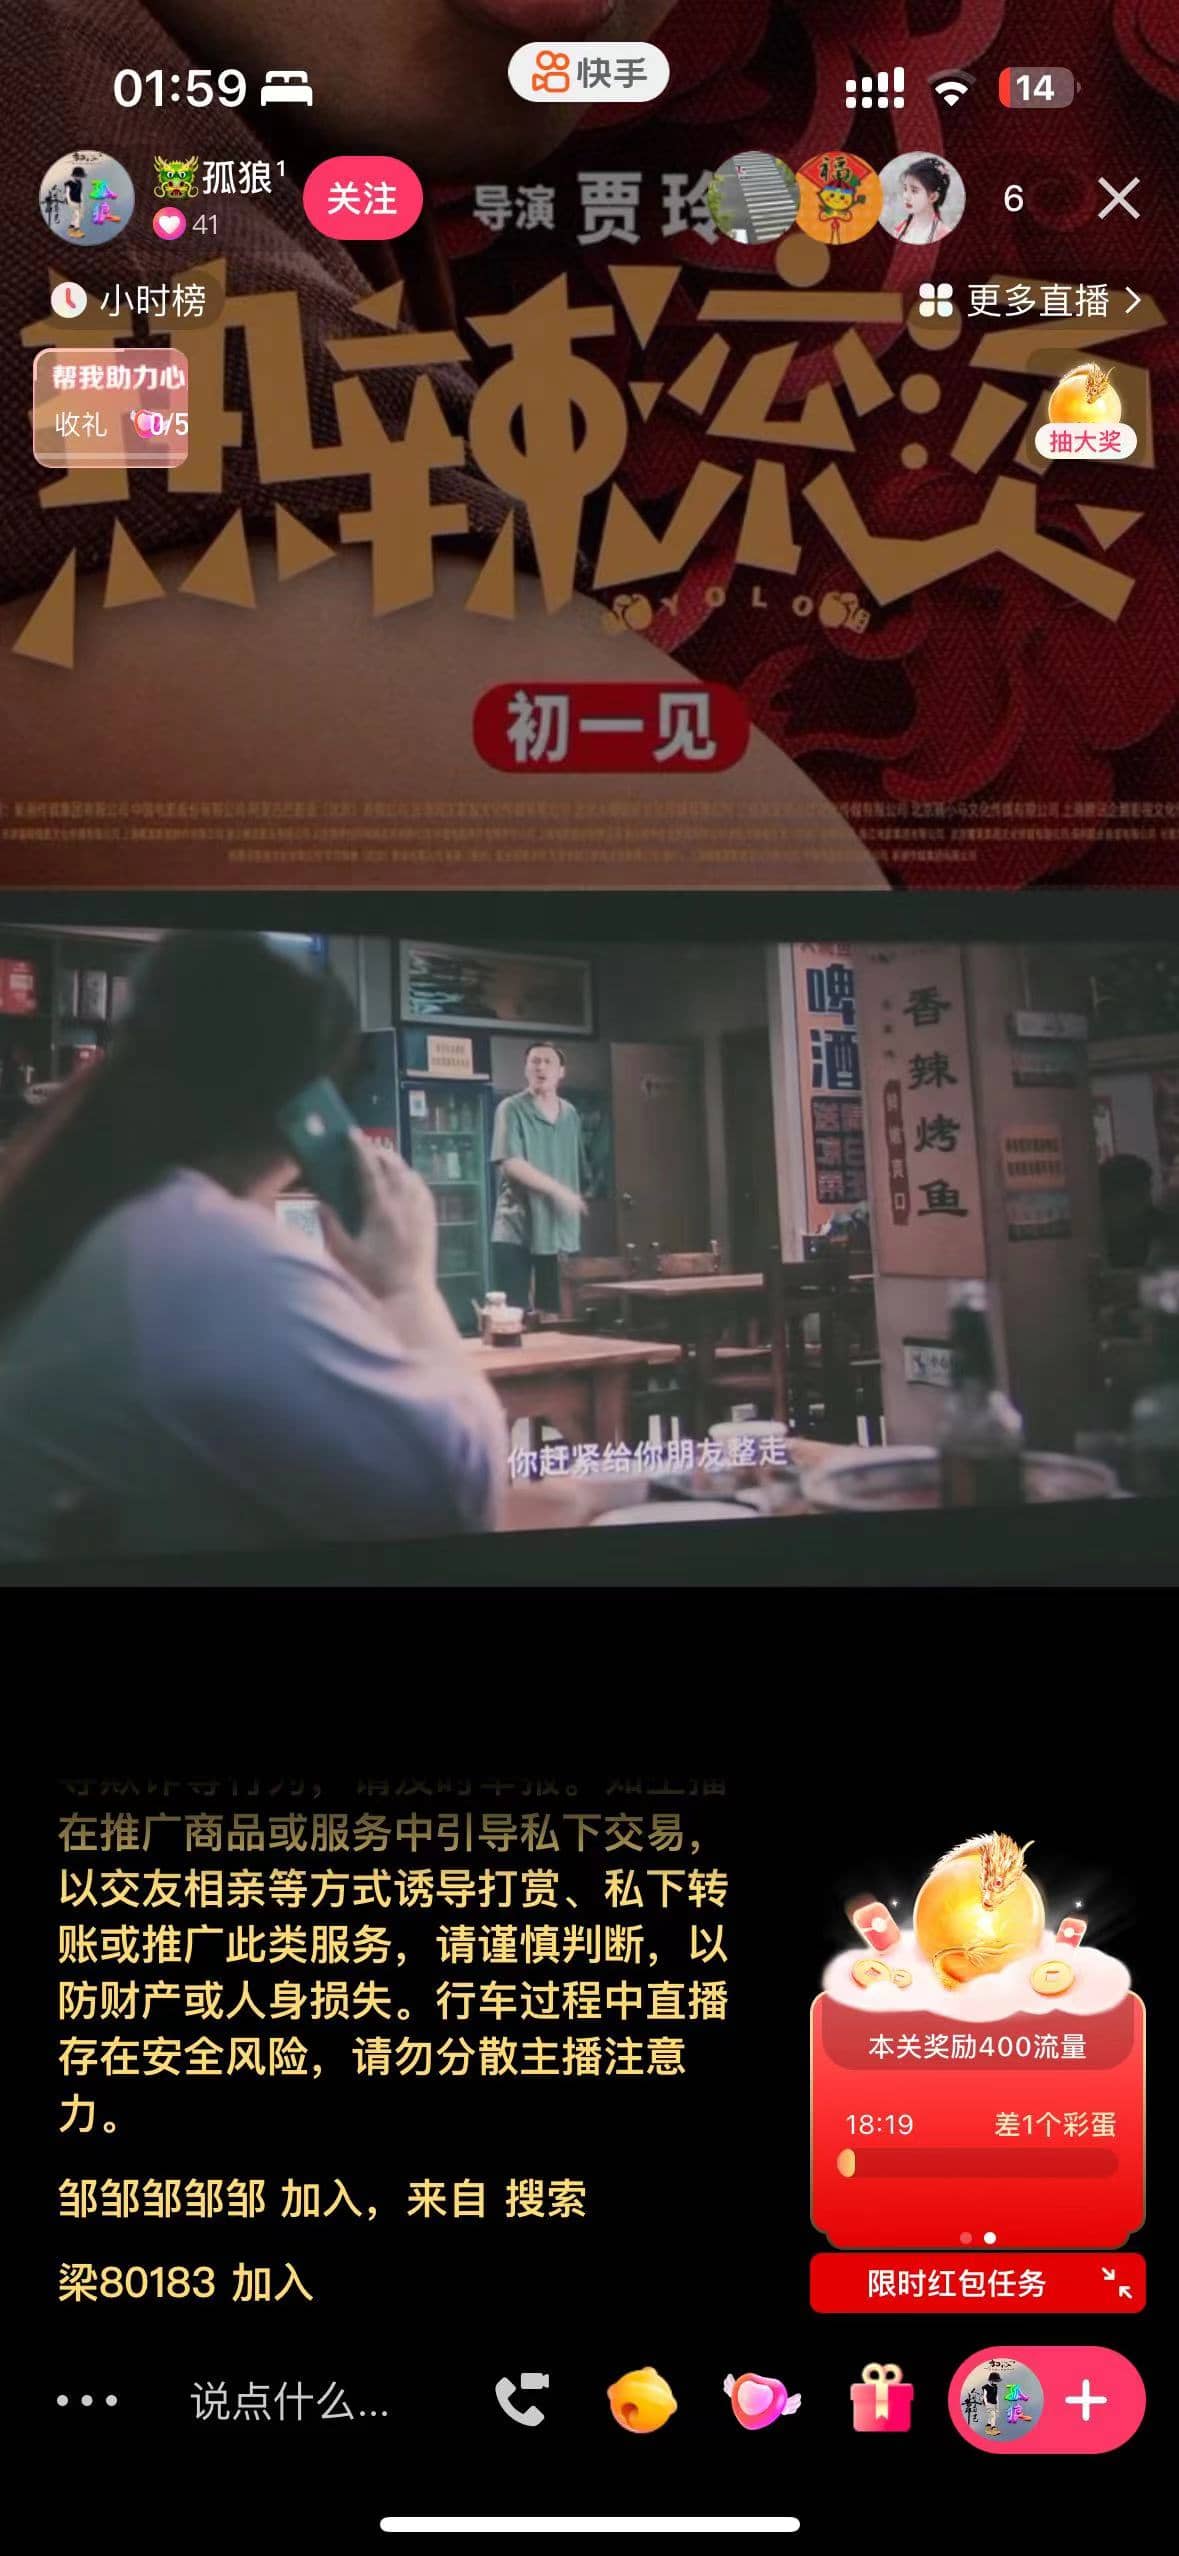 01:59
快手
14
孤狼1
41
关注
导演 贾玲
6
小时榜
更多直播
热辣滚烫
帮我助力心
收礼 0/5
抽大奖
YOLO
初一见
啤酒
香辣烤鱼
你赶紧给你朋友整走
在推广商品或服务中引导私下交易，
以交友相亲等方式诱导打赏、私下转
账或推广此类服务，请谨慎判断，以
防财产或人身损失。行车过程中直播
存在安全风险，请勿分散主播注意
力。
邹邹邹邹邹 加入，来自 搜索
梁80183 加入
本关奖励400流量
18:19 差1个彩蛋
限时红包任务
说点什么...
孤狼